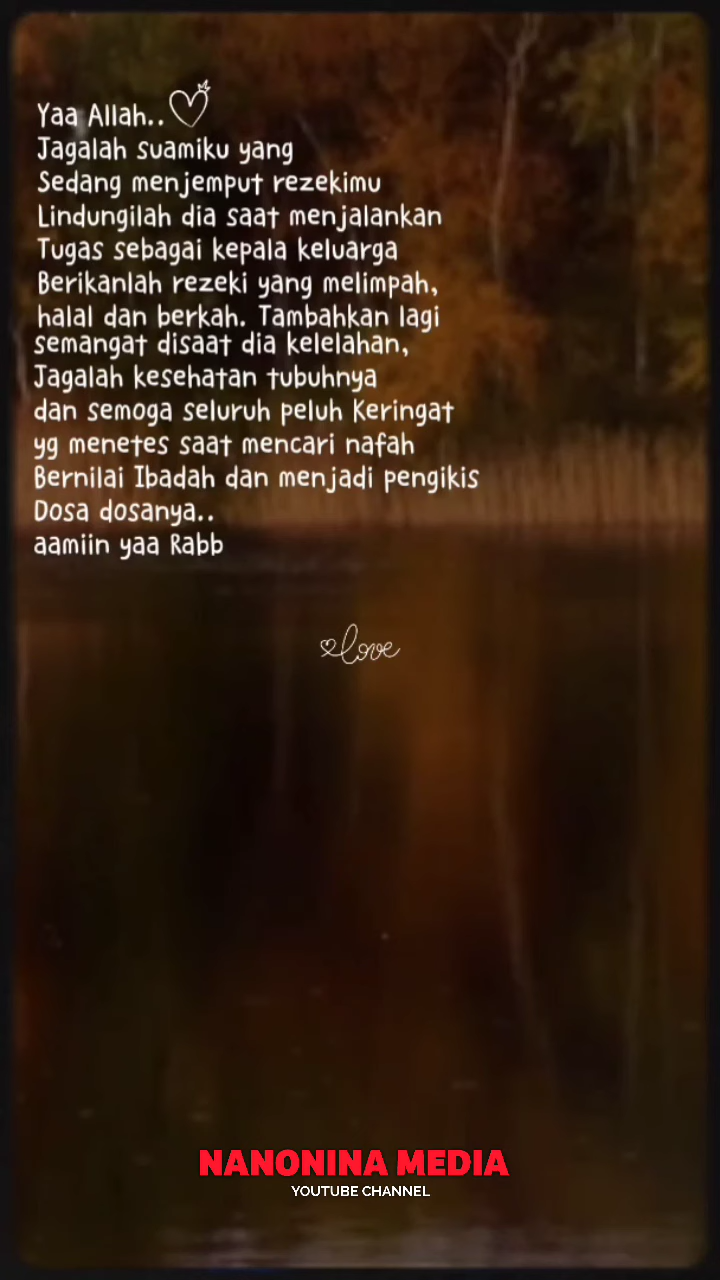 Yaa Allah..
Jagalah suamiku yang
Sedang menjemput rezekimu
Lindungilah dia saat menjalankan
Tugas sebagai kepala keluarga
Berikanlah rezeki yang melimpah,
halal dan berkah. Tambahkan lagi
semangat disaat dia kelelahan,
Jagalah kesehatan tubuhnya
dan semoga seluruh peluh Keringat
yg menetes saat mencari nafah
Bernilai Ibadah dan menjadi pengikis
Dosa dosanya..
aamiin yaa Rabb
love
NANONINA MEDIA
YOUTUBE CHANNEL